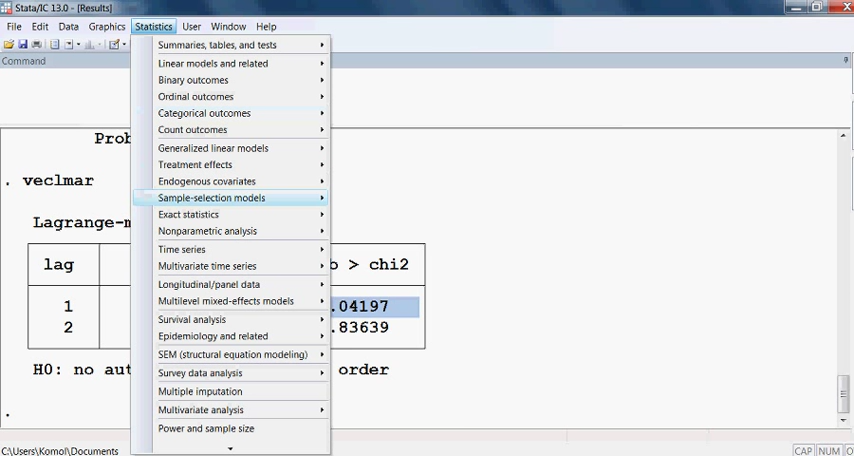 Stata/IC 13.0 - [Results]
File Edit Data Graphics Statistics User Window Help
Command
Summaries, tables, and tests
Linear models and related
Binary outcomes
Ordinal outcomes
Categorical outcomes
Count outcomes
Generalized linear models
Treatment effects
Endogenous covariates
Sample-selection models
Exact statistics
Nonparametric analysis
Time series
Multivariate time series
Longitudinal/panel data
Multilevel mixed-effects models
Survival analysis
Epidemiology and related
SEM (structural equation modeling)
Survey data analysis
Multiple imputation
Multivariate analysis
Power and sample size
Prob
. veclmar
Lagrange-m
lag b > chi2
1 .04197
2 .83639
H0: no aut order
.
C:\Users\Komol\Documents CAP NUM O